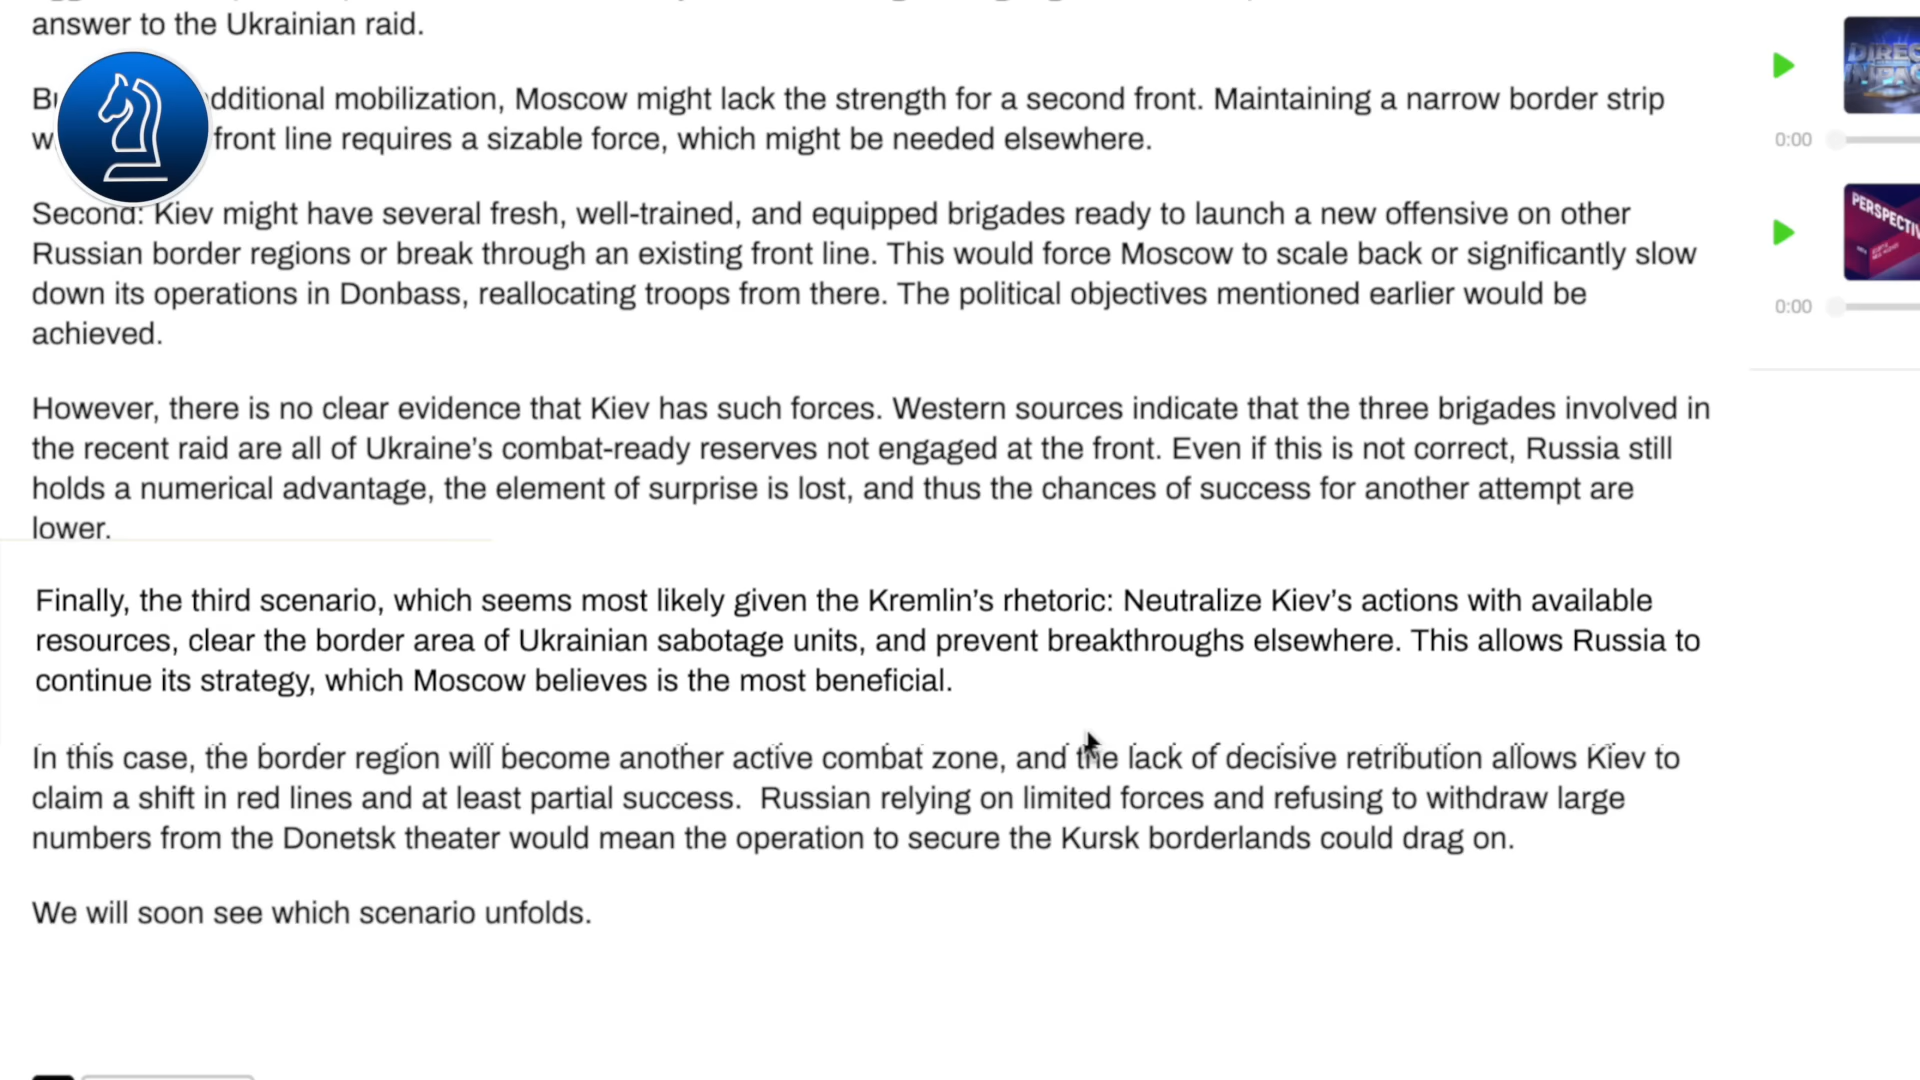 answer to the Ukrainian raid.
dditional mobilization, Moscow might lack the strength for a second front. Maintaining a narrow border strip
front line requires a sizable force, which might be needed elsewhere.
Second: Kiev might have several fresh, well-trained, and equipped brigades ready to launch a new offensive on other
Russian border regions or break through an existing front line. This would force Moscow to scale back or significantly slow
down its operations in Donbass, reallocating troops from there. The political objectives mentioned earlier would be
achieved.
However, there is no clear evidence that Kiev has such forces. Western sources indicate that the three brigades involved in
the recent raid are all of Ukraine’s combat-ready reserves not engaged at the front. Even if this is not correct, Russia still
holds a numerical advantage, the element of surprise is lost, and thus the chances of success for another attempt are
lower.
Finally, the third scenario, which seems most likely given the Kremlin’s rhetoric: Neutralize Kiev’s actions with available
resources, clear the border area of Ukrainian sabotage units, and prevent breakthroughs elsewhere. This allows Russia to
continue its strategy, which Moscow believes is the most beneficial.
In this case, the border region will become another active combat zone, and the lack of decisive retribution allows Kiev to
claim a shift in red lines and at least partial success. Russian relying on limited forces and refusing to withdraw large
numbers from the Donetsk theater would mean the operation to secure the Kursk borderlands could drag on.
We will soon see which scenario unfolds.
0:00
0:00